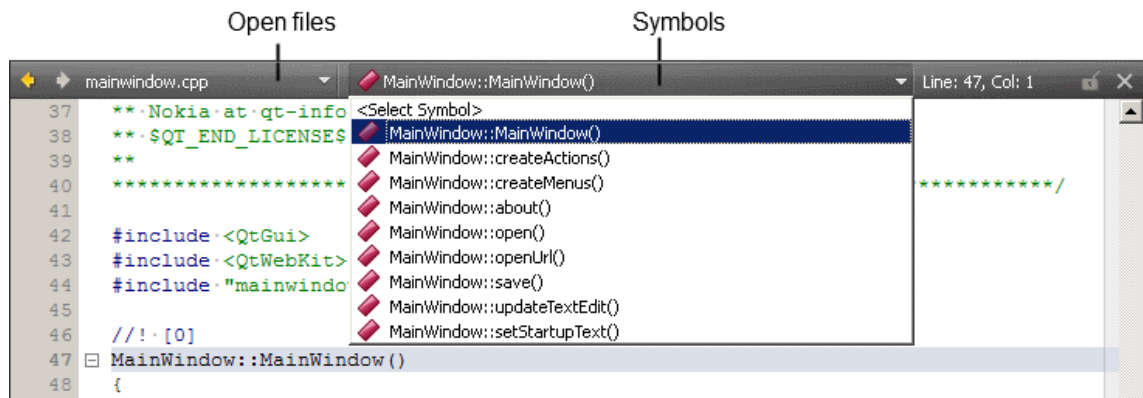 Open files Symbols
mainwindow.cpp MainWindow::MainWindow() Line: 47, Col: 1
37 **·Nokia·at·qt-info <Select Symbol>
38 **·$QT_END_LICENSE$ MainWindow::MainWindow()
39 ** MainWindow::createActions()
40 ******************* MainWindow::createMenus() ***********/
41 MainWindow::about()
42 #include·<QtGui> MainWindow::open()
43 #include·<QtWebKit> MainWindow::openUrl()
44 #include·"mainwindo MainWindow::save()
45 MainWindow::updateTextEdit()
46 //!·[0] MainWindow::setStartupText()
47 MainWindow::MainWindow()
48 {